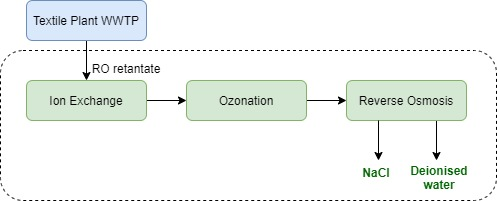 Textile Plant WWTP
RO retantate
Ion Exchange
Ozonation
Reverse Osmosis
NaCl
Deionised
water